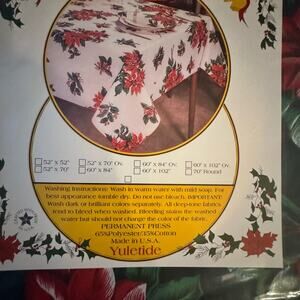 52" x 52"
52" x 70" Ov.
60" x 84" Ov.
60" x 102" Ov.
52" x 70"
60" x 84"
60" x 102"
70" Round
Washing Instructions: Wash in warm water with mild soap. For
best appearance tumble dry. Do not use bleach. IMPORTANT:
Wash dark or brilliant colors separately. All deep-tone fabrics
tend to bleed when washed. Bleeding stains the washed
water but should not change the color of the fabric.
PERMANENT PRESS
65%Polyester/35%Cotton
Made in U.S.A.
Yuletide